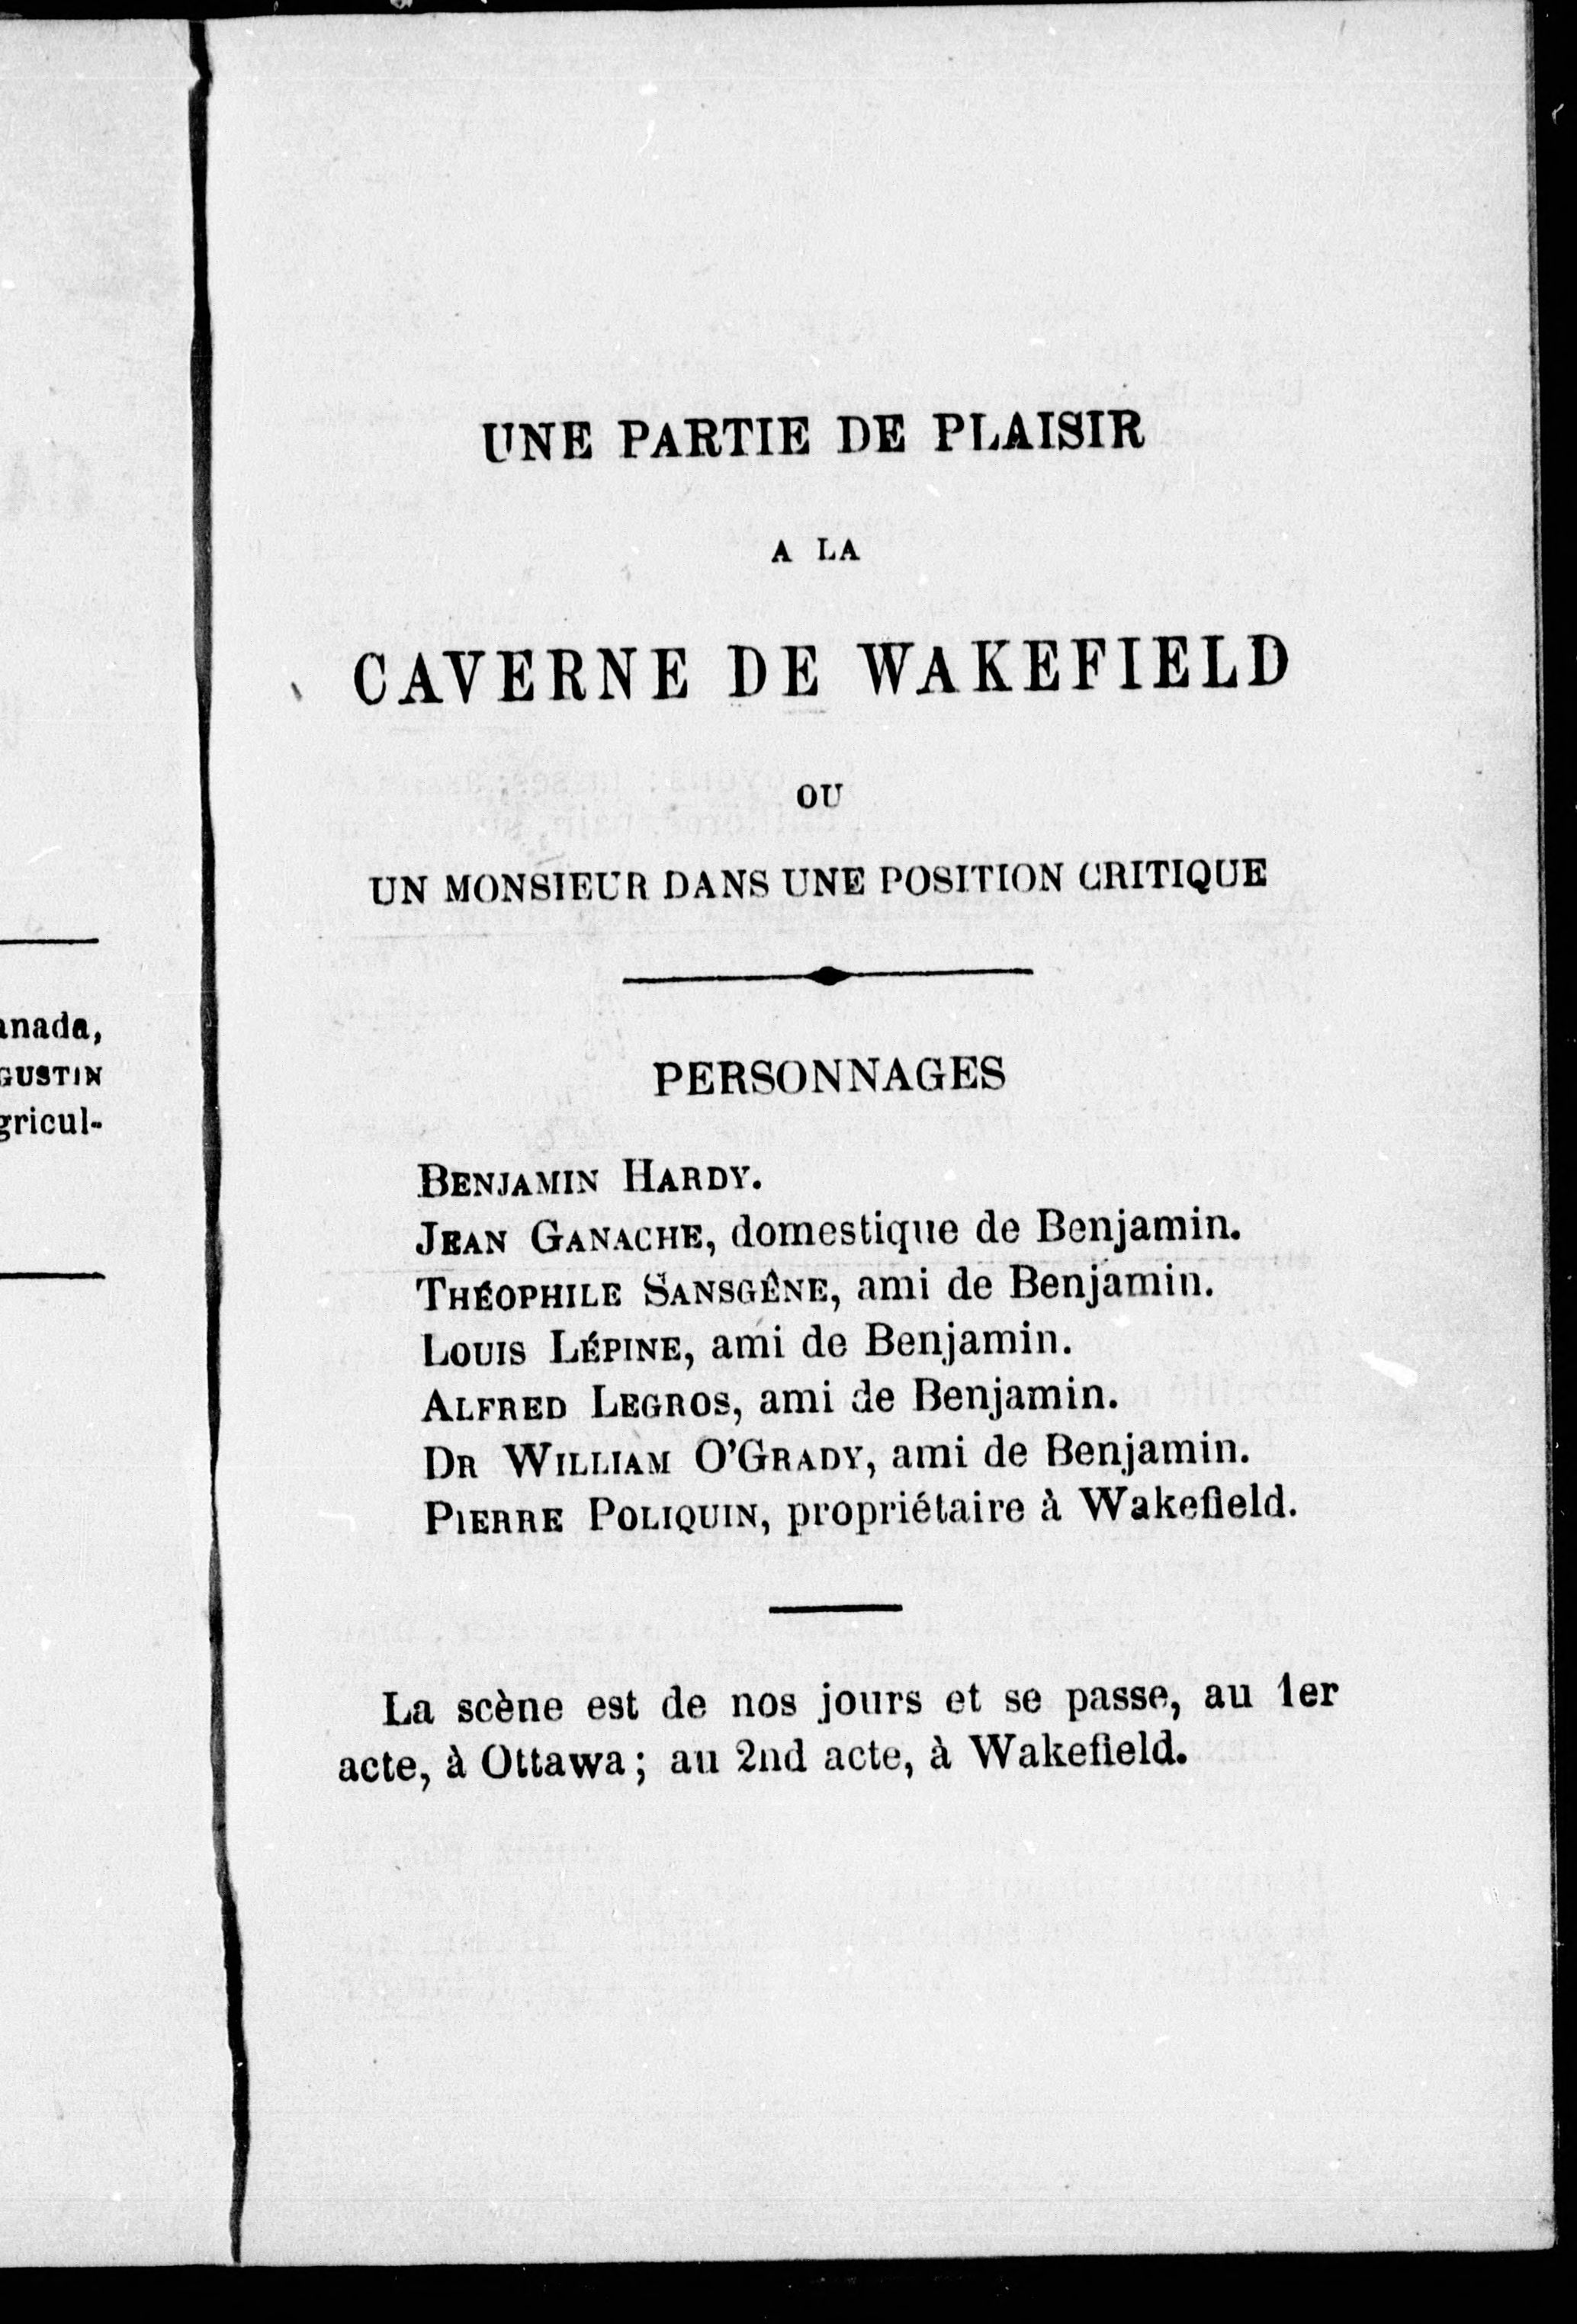 UNE PARTIE DE PLAISIR
A LA
CAVERNE DE WAKEFIELD
OU
UN MONSIEUR DANS UNE POSITION CRITIQUE
PERSONNAGES
BENJAMIN HARDY.
JEAN GANACHE, domestique de Benjamin.
THÉOPHILE SANSGÊNE, ami de Benjamin.
LOUIS LÉPINE, ami de Benjamin.
ALFRED LEGROS, ami de Benjamin.
DR WILLIAM O'GRADY, ami de Benjamin.
PIERRE POLIQUIN, propriétaire à Wakefield.
La scène est de nos jours et se passe, au 1er
acte, à Ottawa; au 2nd acte, à Wakefield.